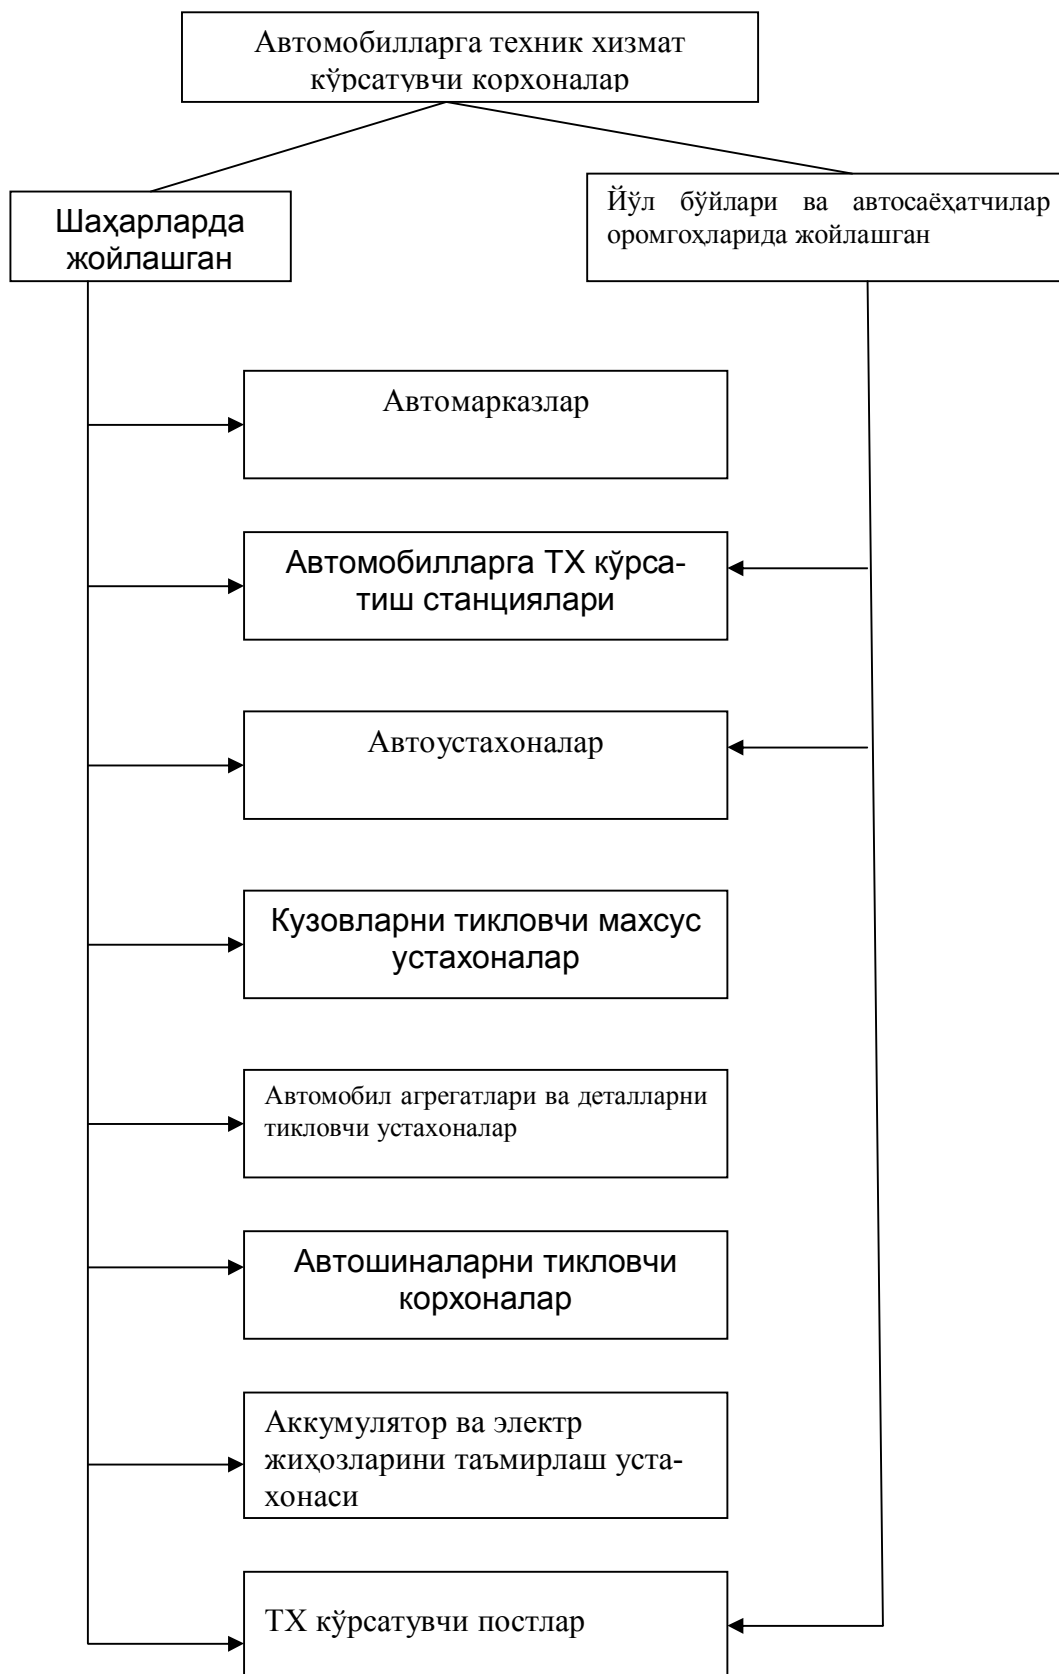 Автомобилларга техник хизмат
кўрсатувчи корхоналар
Шаҳарларда
жойлашган
Йўл бўйлари ва автосаёҳатчилар
оромгоҳларида жойлашган
Автомарказлар
Автомобилларга ТХ кўрса-
тиш станциялари
Автоустахоналар
Кузовларни тикловчи махсус
устахоналар
Автомобил агрегатлари ва деталларни
тикловчи устахоналар
Автошиналарни тикловчи
корхоналар
Аккумулятор ва электр
жиҳозларини таъмирлаш уста-
хонаси
ТХ кўрсатувчи постлар